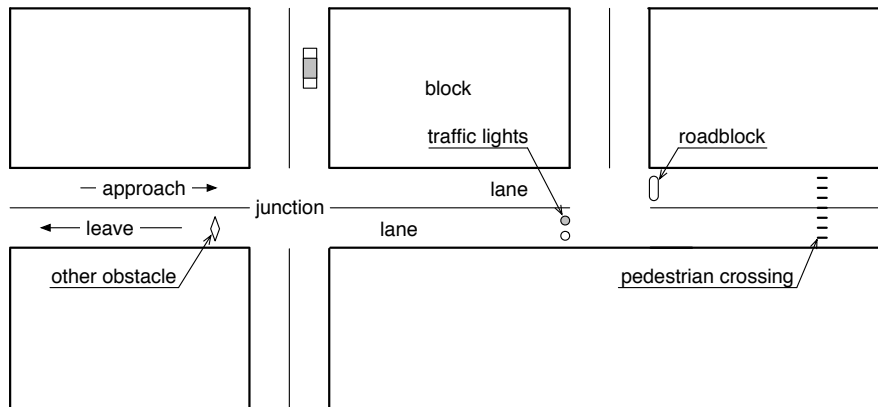 block
traffic lights
roadblock
approach
lane
junction
leave
lane
other obstacle
pedestrian crossing